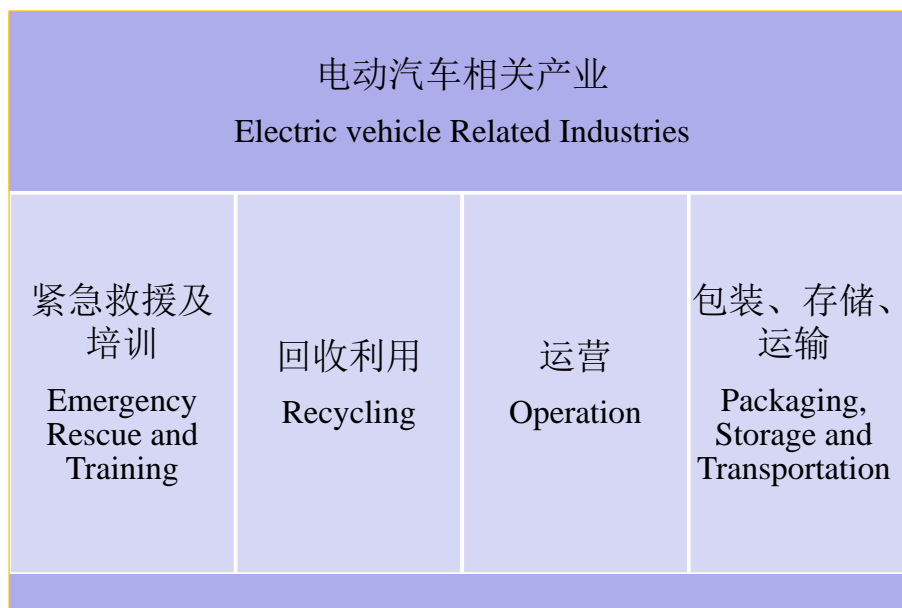 电动汽车相关产业
Electric vehicle Related Industries
紧急救援及
培训
Emergency
Rescue and
Training
回收利用
Recycling
运营
Operation
包装、存储、
运输
Packaging,
Storage and
Transportation